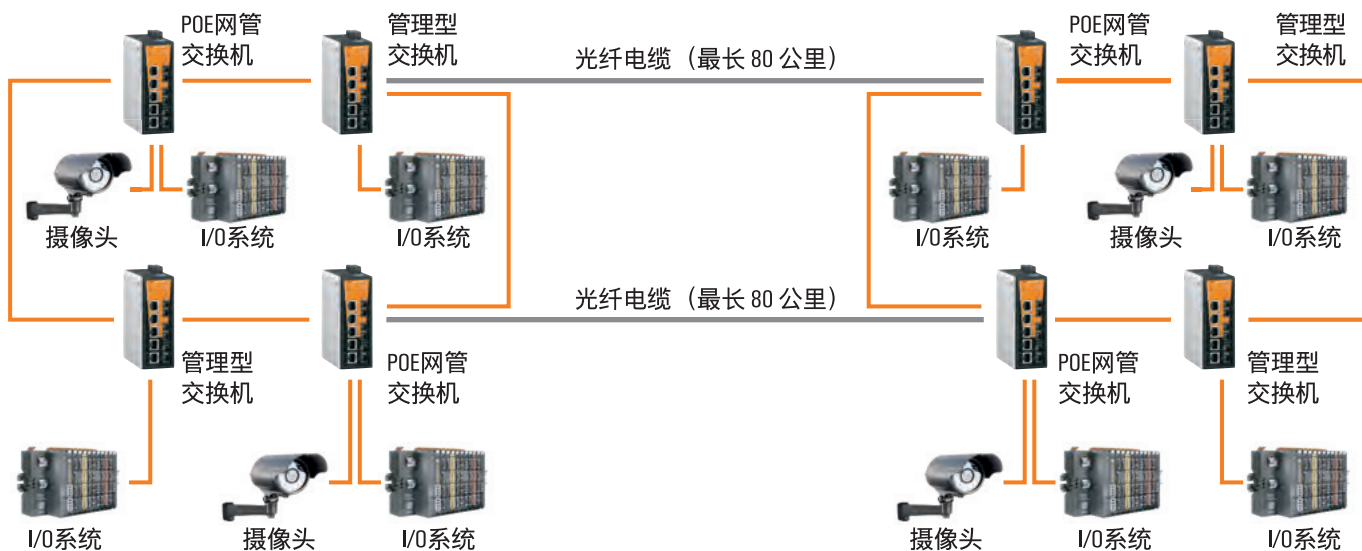 POE网管
交换机
管理型
交换机
光纤电缆（最长 80 公里）
POE网管
交换机
管理型
交换机
摄像头
I/O系统
I/O系统
I/O系统
摄像头
I/O系统
光纤电缆（最长 80 公里）
管理型
交换机
POE网管
交换机
POE网管
交换机
管理型
交换机
I/O系统
摄像头
I/O系统
摄像头
I/O系统
I/O系统